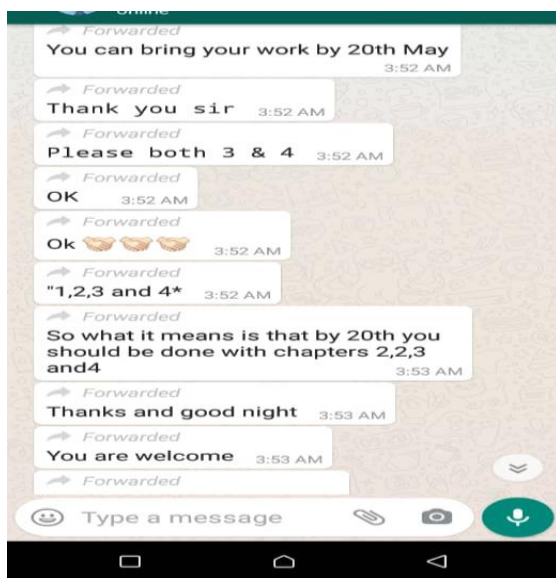 online
Forwarded
You can bring your work by 20th May
3:52 AM
Forwarded
Thank you sir 3:52 AM
Forwarded
Please both 3 & 4 3:52 AM
Forwarded
OK 3:52 AM
Forwarded
Ok 🤝🤝🤝 3:52 AM
Forwarded
"1,2,3 and 4* 3:52 AM
Forwarded
So what it means is that by 20th you
should be done with chapters 2,2,3
and4 3:53 AM
Forwarded
Thanks and good night 3:53 AM
Forwarded
You are welcome 3:53 AM
Forwarded
Type a message